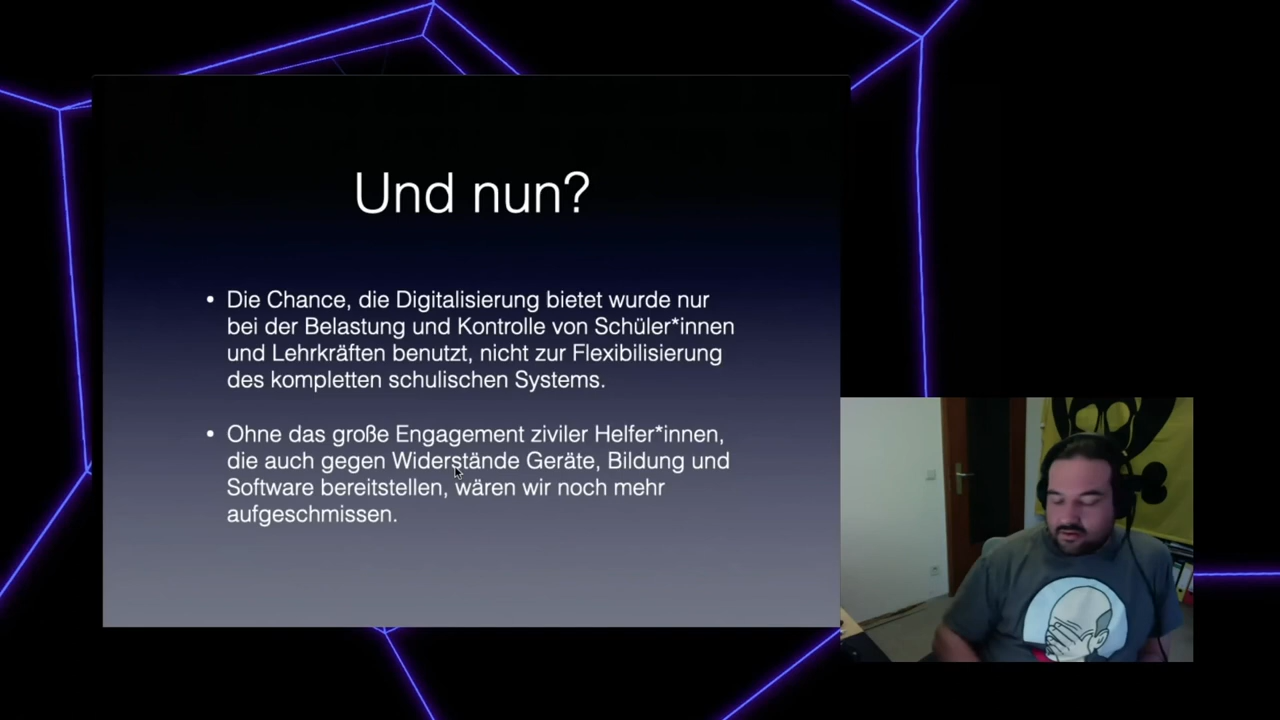 Und nun?
• Die Chance, die Digitalisierung bietet wurde nur
bei der Belastung und Kontrolle von Schüler*innen
und Lehrkräften benutzt, nicht zur Flexibilisierung
des kompletten schulischen Systems.
• Ohne das große Engagement ziviler Helfer*innen,
die auch gegen Widerstände Geräte, Bildung und
Software bereitstellen, wären wir noch mehr
aufgeschmissen.